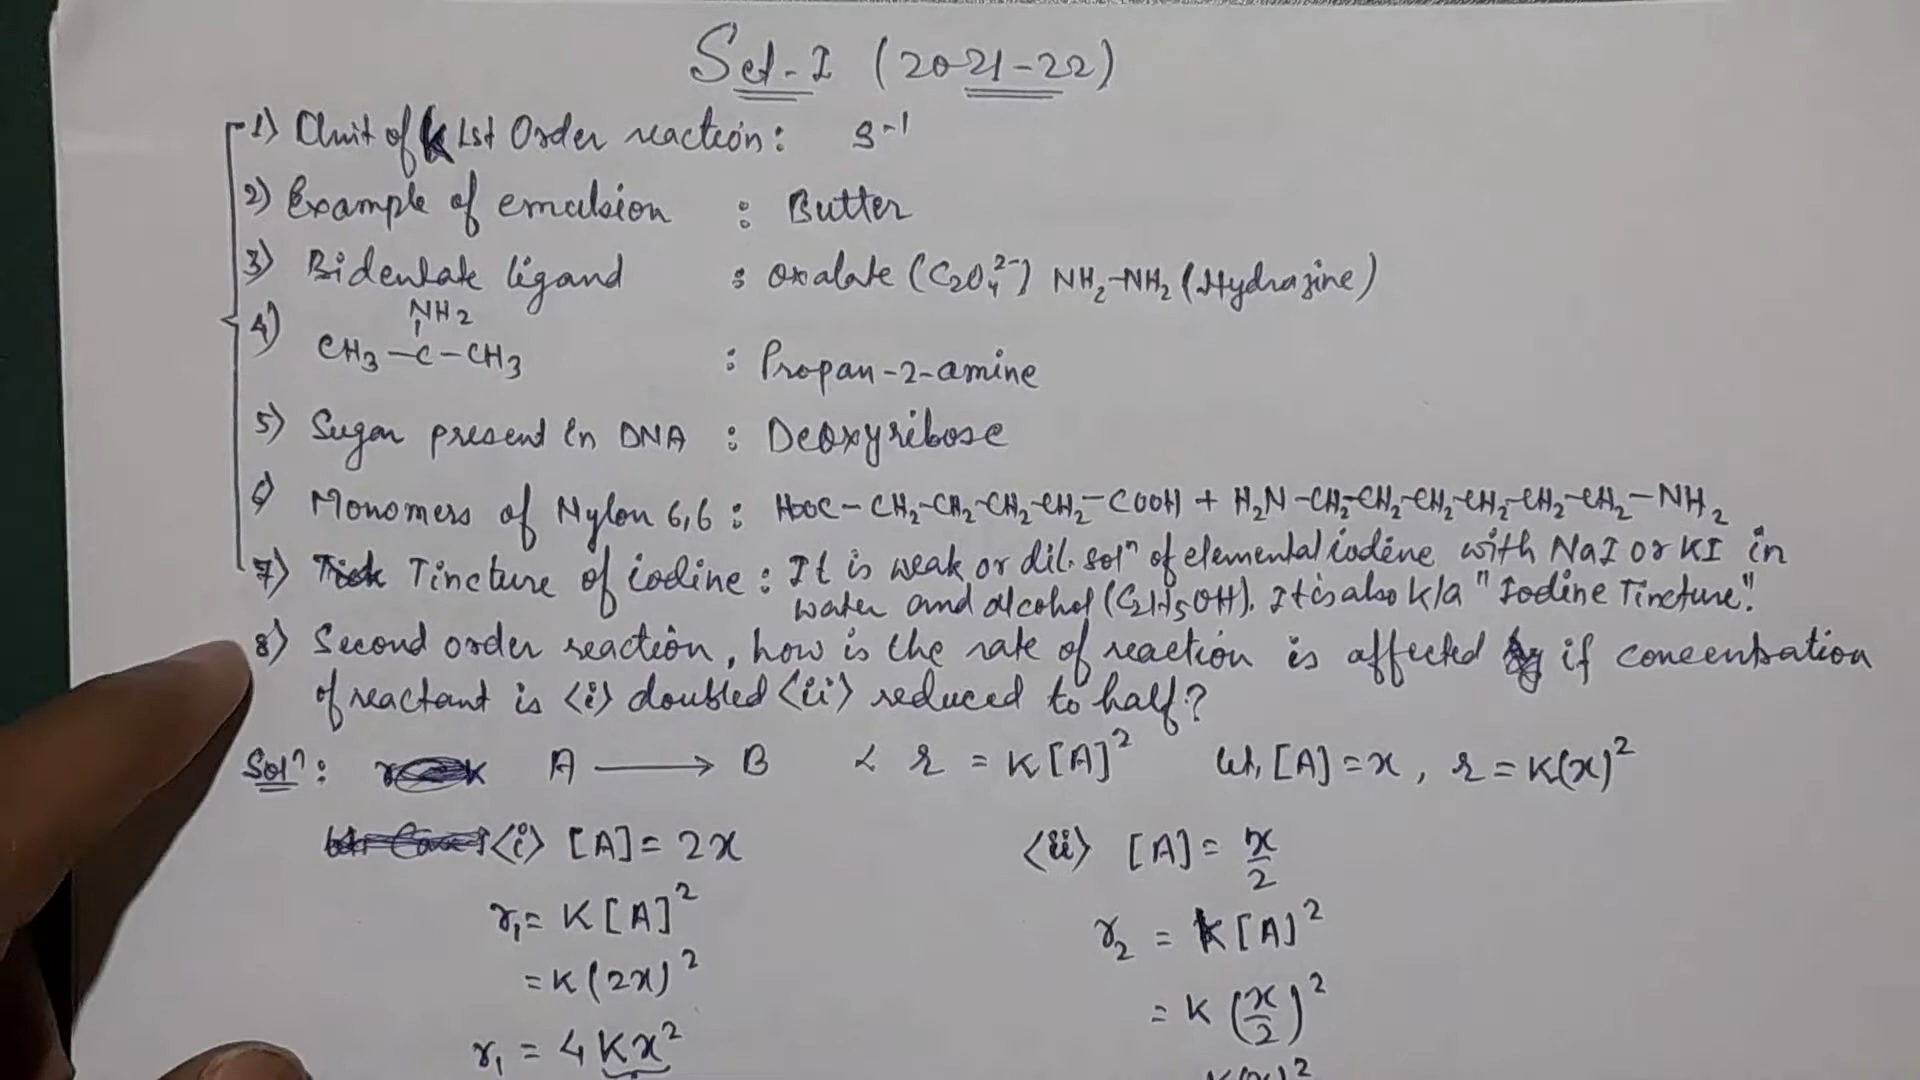 Set-I (2021-22)
1) Unit of k 1st Order reaction: S-1
2) Example of emulsion : Butter
3) Bidentate ligand : Oxalate (C2O4 2-) NH2-NH2 (Hydrazine)
NH2
4) CH3-C-CH3 : Propan-2-amine
5) Sugar present in DNA : Deoxyribose
6) Monomers of Nylon 6,6 : HOOC-CH2-CH2-CH2-CH2-COOH + H2N-CH2-CH2-CH2-CH2-CH2-CH2-NH2
7) Tincture of iodine : It is weak or dil. solⁿ of elemental iodine with NaI or KI in
water and alcohol (C2H5OH). It is also k/a "Iodine Tincture".
8) Second order reaction, how is the rate of reaction is affected if concentration
of reactant is <i> doubled <ii> reduced to half?
Solⁿ: A → B r = K[A]² let, [A]=x, r=K(x)²
<i> [A]=2x <ii> [A]=x/2
r₁=K[A]² r₂ = k[A]²
=K(2x)² = K(x/2)²
r₁ = 4Kx²